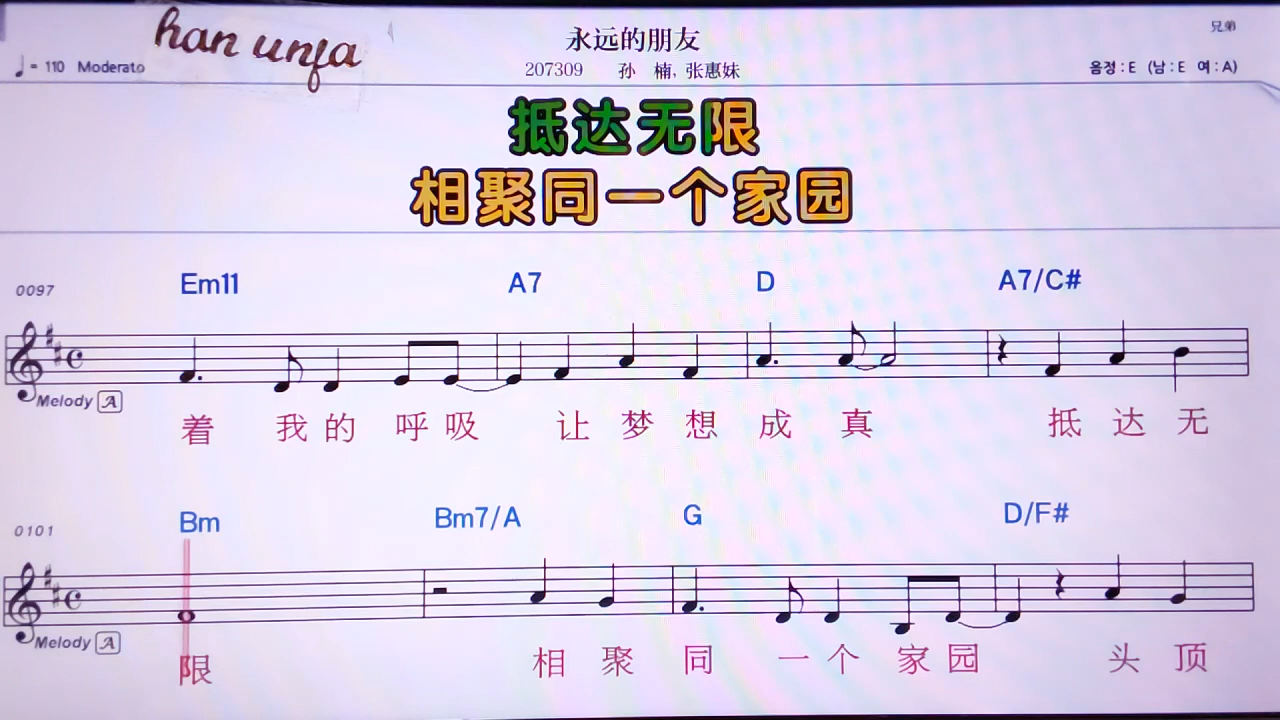 han unfa
永远的朋友
兄弟
♩= 110 Moderato
207309 孙 楠, 张惠妹
음정 : E (남 : E 여 : A)
抵达无限
相聚同一个家园
0097 Em11 A7 D A7/C#
Melody A
着 我 的 呼 吸 让 梦 想 成 真 抵 达 无
0101 Bm Bm7/A G D/F#
Melody A
限 相 聚 同 一 个 家 园 头 顶